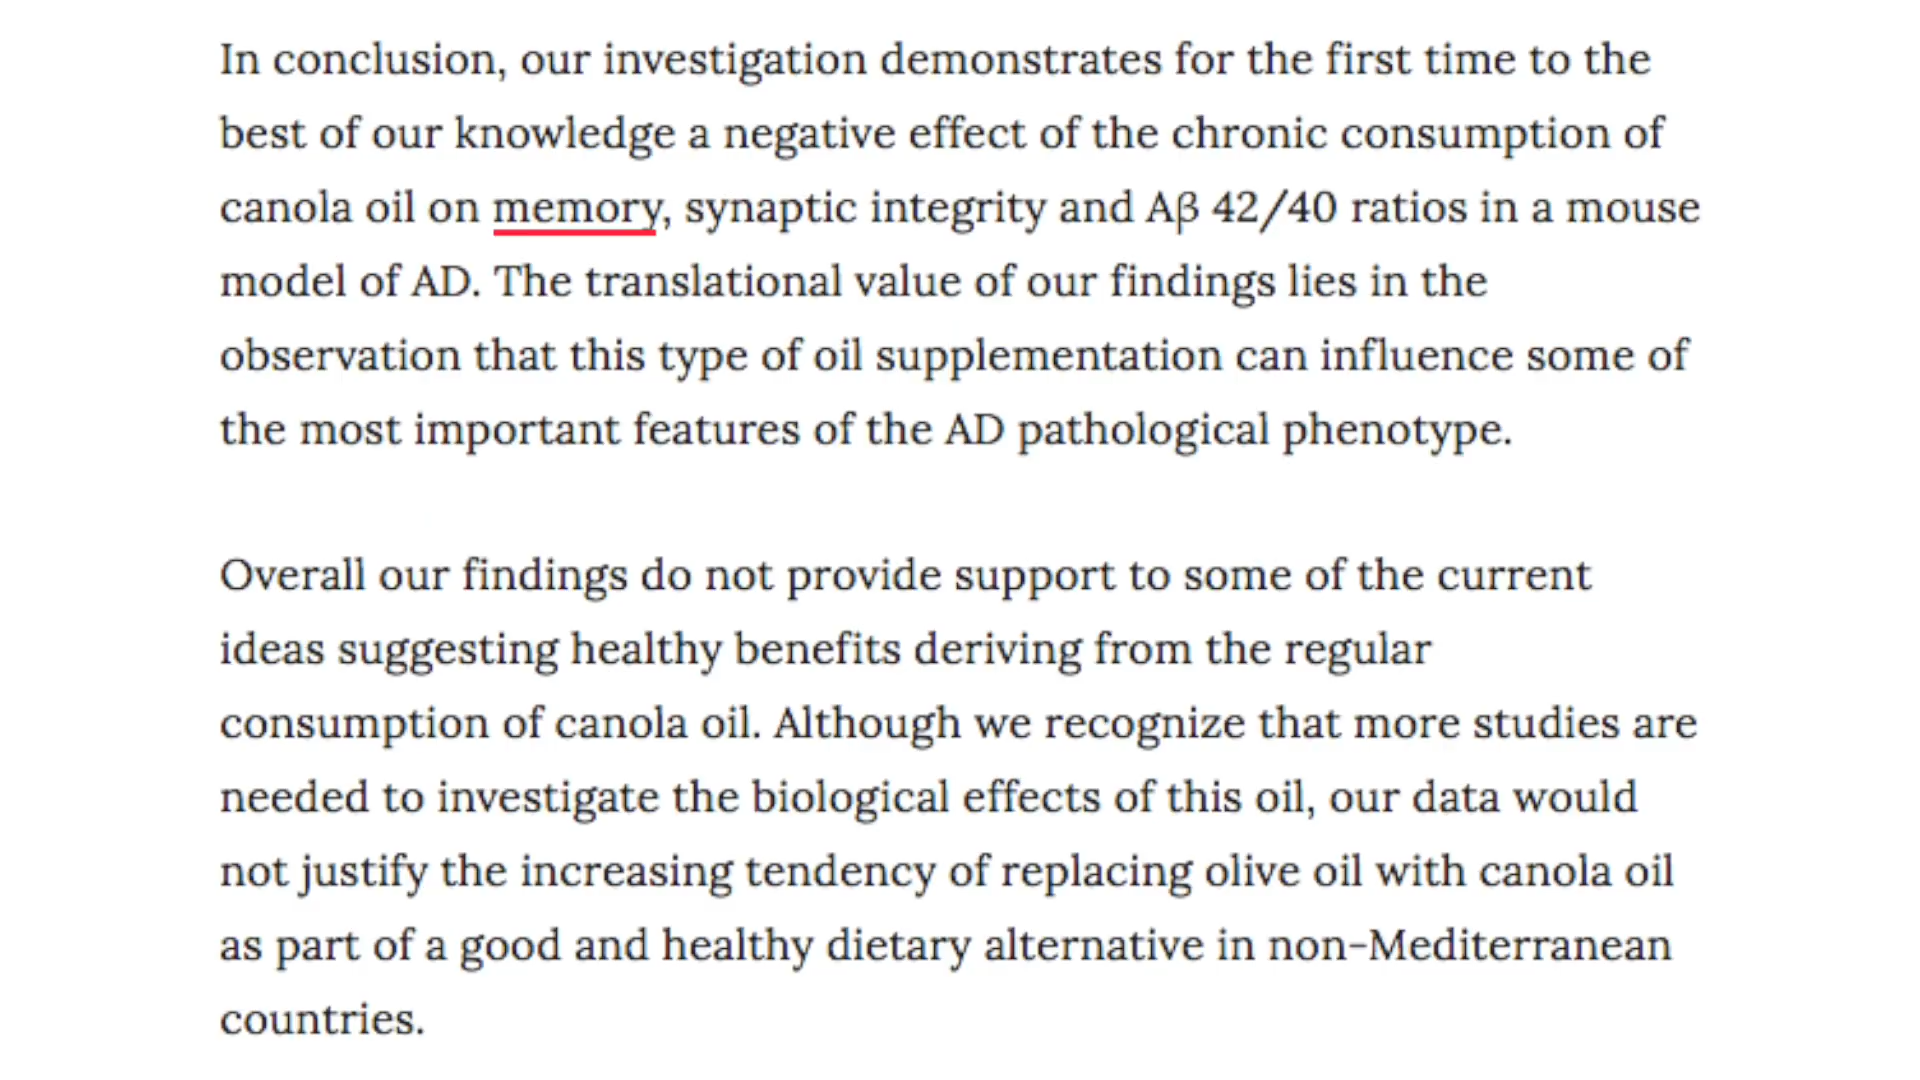 In conclusion, our investigation demonstrates for the first time to the
best of our knowledge a negative effect of the chronic consumption of
canola oil on memory, synaptic integrity and Aβ 42/40 ratios in a mouse
model of AD. The translational value of our findings lies in the
observation that this type of oil supplementation can influence some of
the most important features of the AD pathological phenotype.
Overall our findings do not provide support to some of the current
ideas suggesting healthy benefits deriving from the regular
consumption of canola oil. Although we recognize that more studies are
needed to investigate the biological effects of this oil, our data would
not justify the increasing tendency of replacing olive oil with canola oil
as part of a good and healthy dietary alternative in non-Mediterranean
countries.